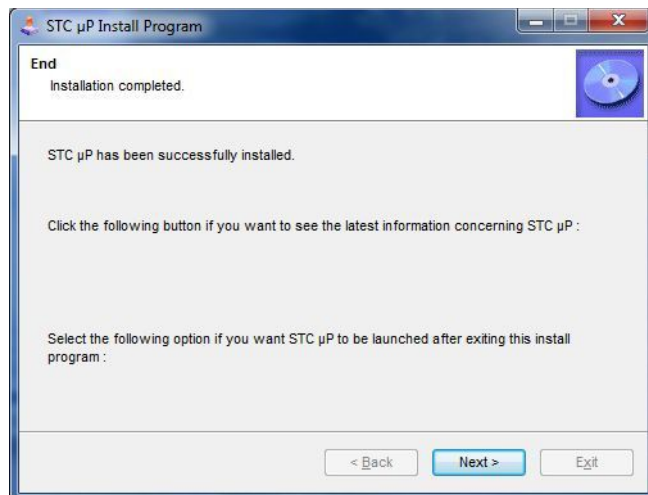 STC µP Install Program
End
Installation completed.
STC µP has been successfully installed.
Click the following button if you want to see the latest information concerning STC µP :
Select the following option if you want STC µP to be launched after exiting this install
program :
< Back
Next >
Exit